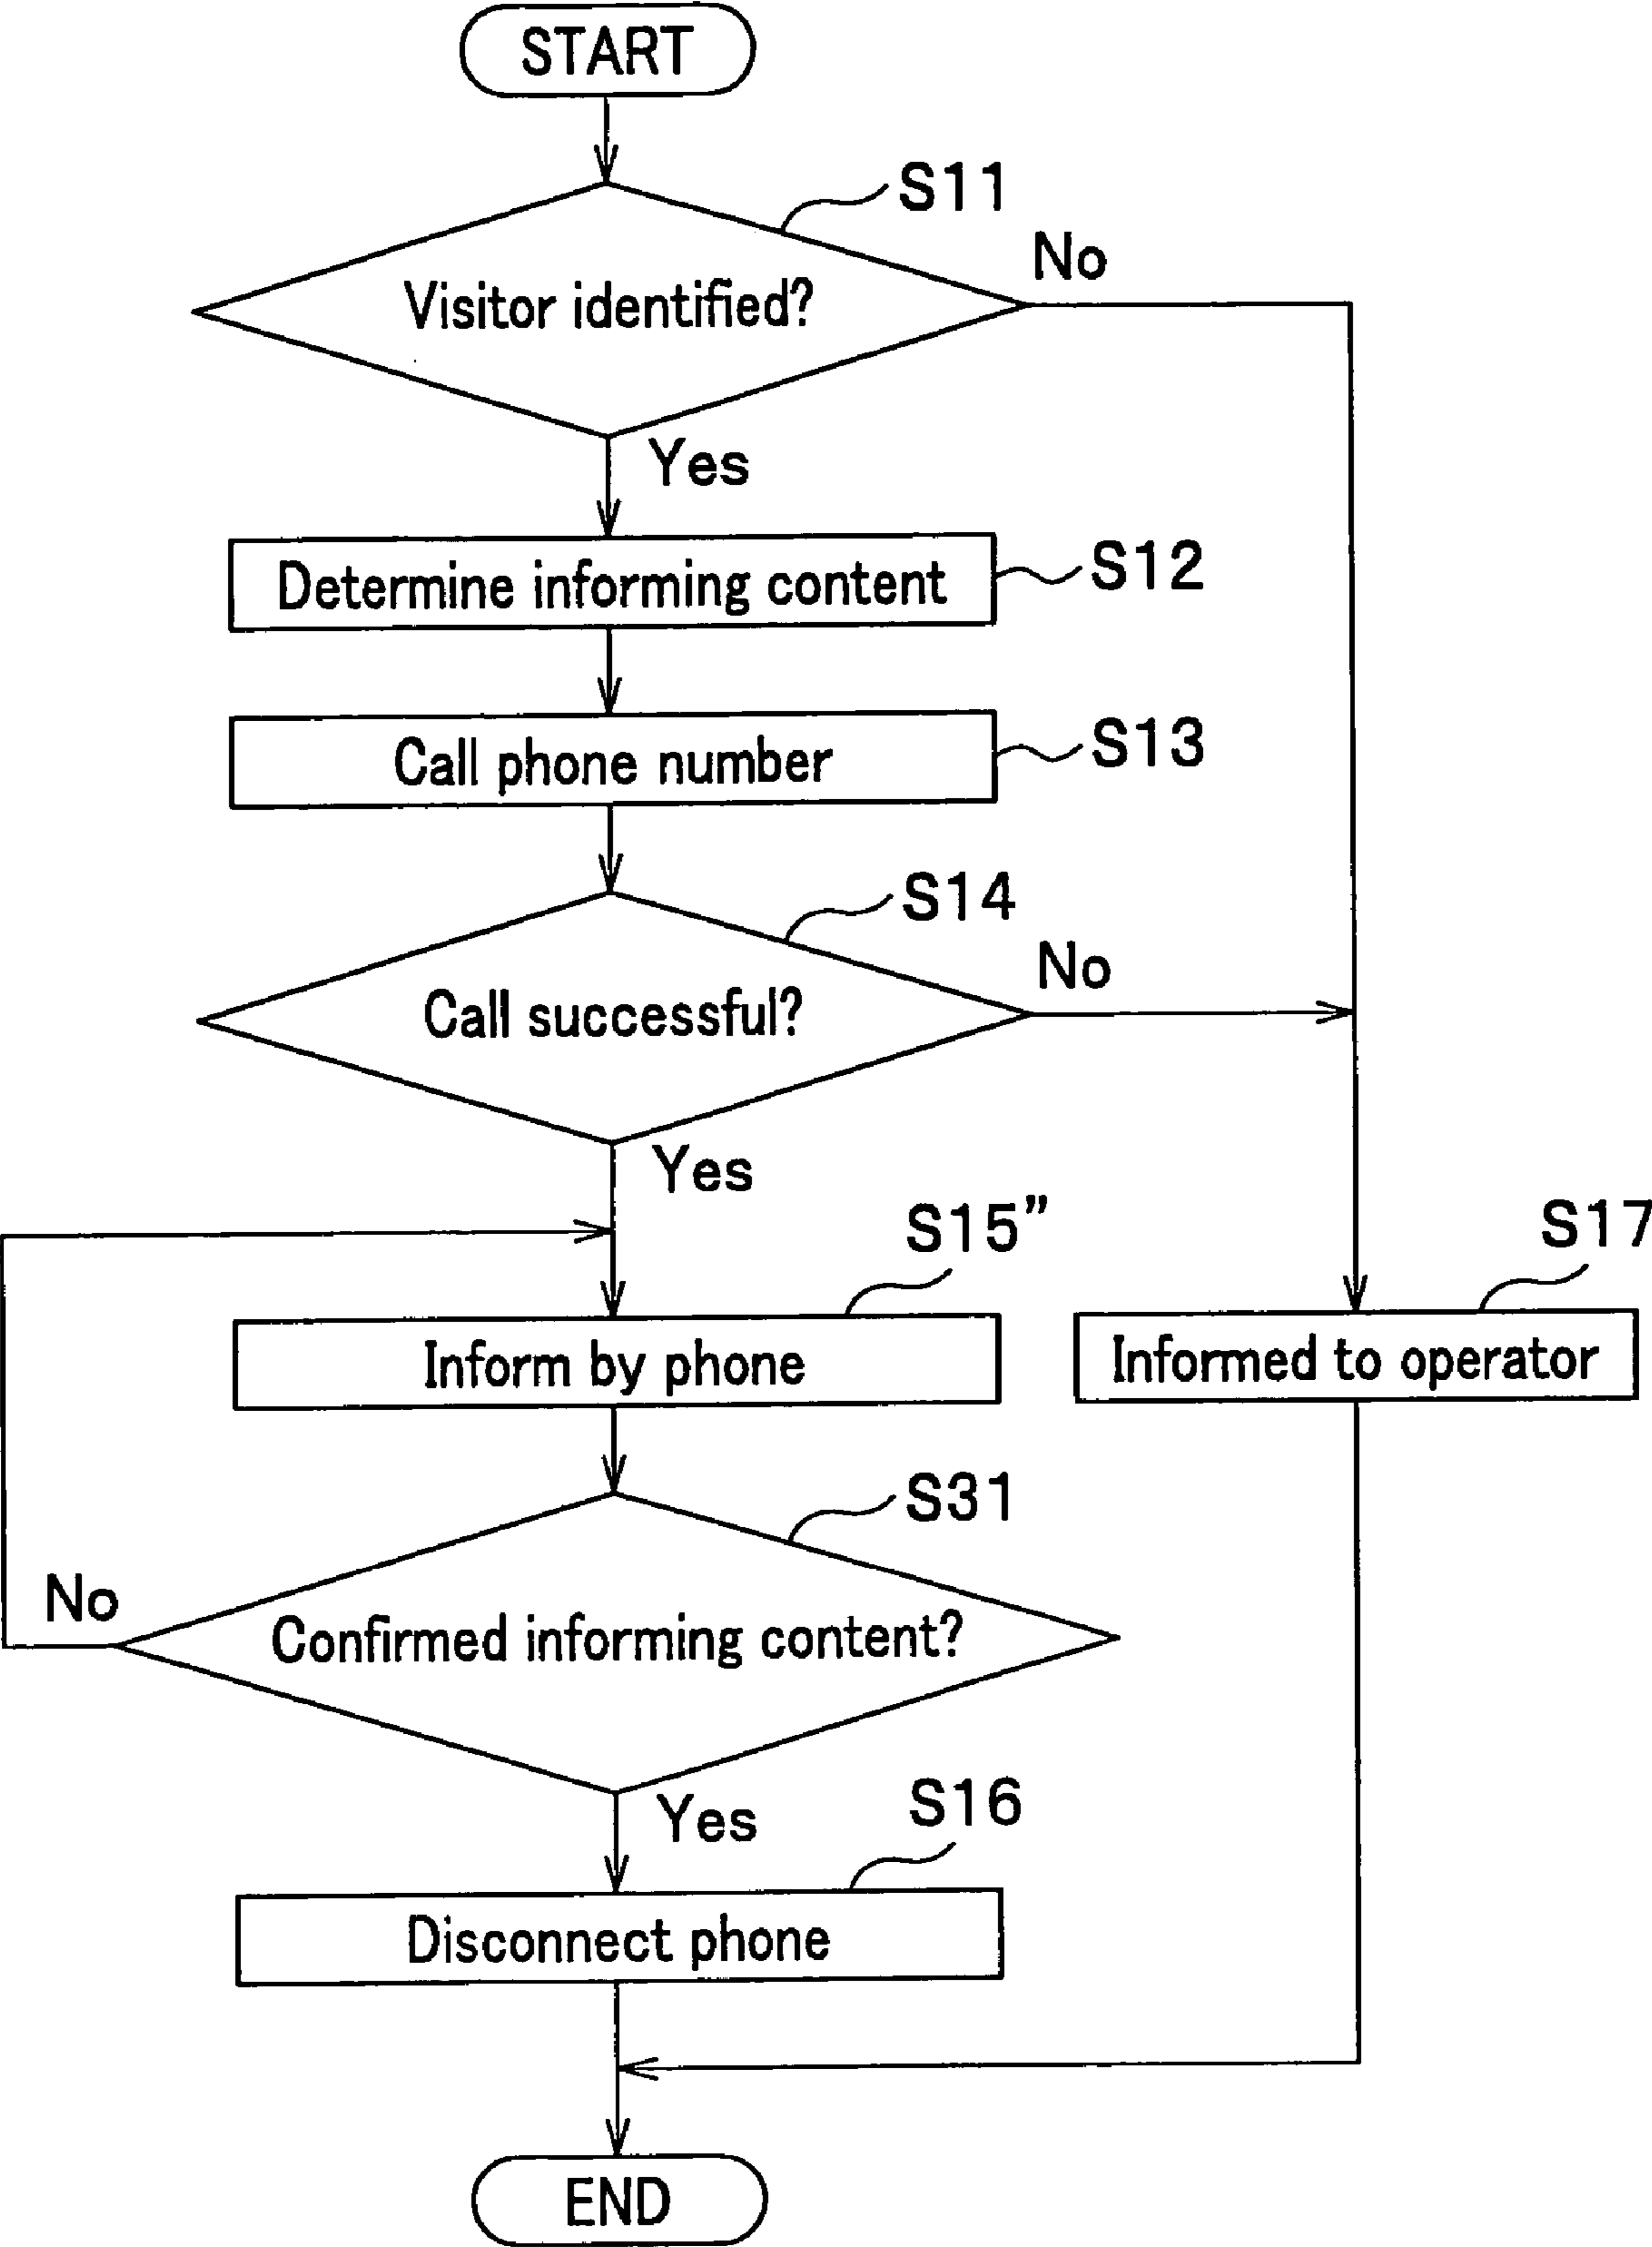 START
S11
No
Visitor identified?
Yes
Determine informing content
S12
Call phone number
S13
S14
No
Call successful?
Yes
S15”
S17
Inform by phone
Informed to operator
S31
No
Confirmed informing content?
Yes
S16
Disconnect phone
END